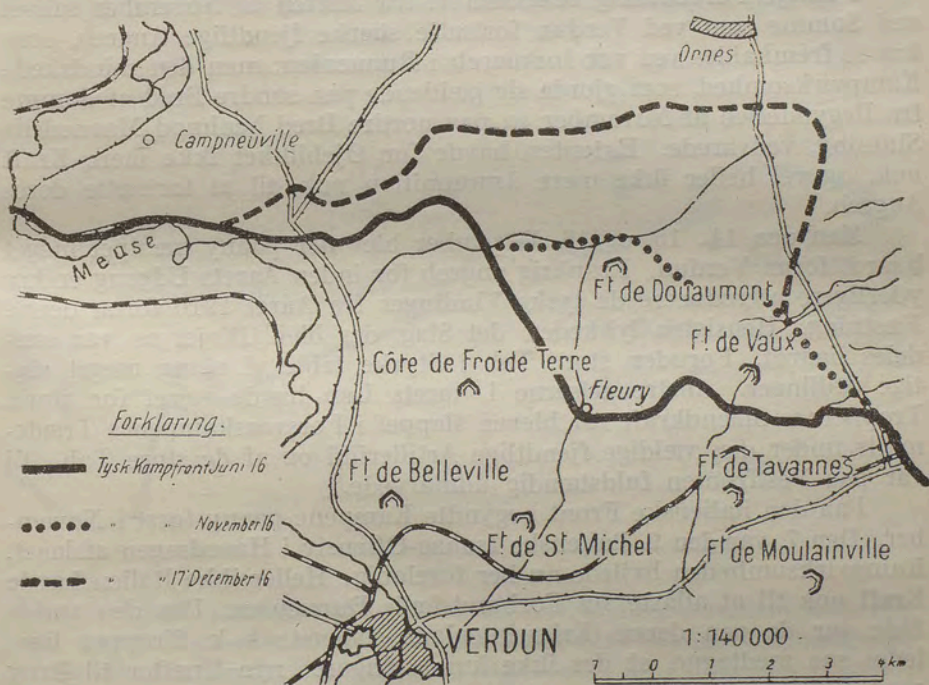 Ornes
Campneuville
Meuse
Ft de Douaumont
Ft de Vaux
Côte de Froide Terre
Fleury
Forklaring.
Tysk Kampfront Juni 16
" " November 16
" " 17 December 16
Ft de Belleville
Ft de Tavannes
Ft de St Michel
Ft de Moulainville
VERDUN
1:140000.
1 0 1 2 3 4 km